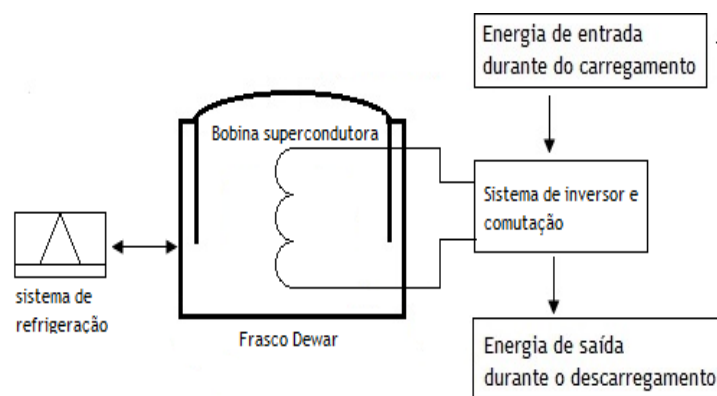 Energia de entrada
durante do carregamento
Bobina supercondutora
Sistema de inversor e
comutação
sistema de
refrigeração
Frasco Dewar
Energia de saída
durante o descarregamento